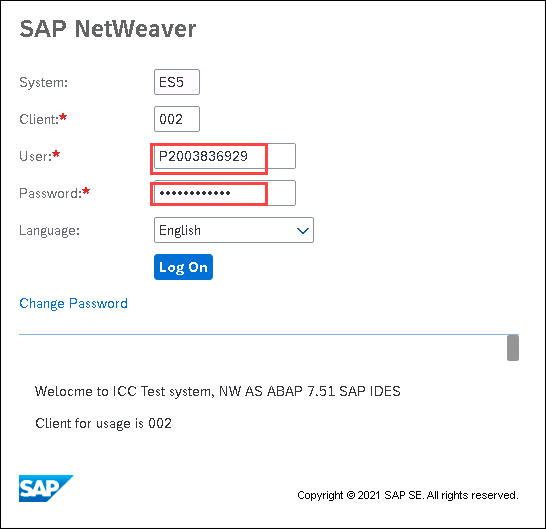 SAP NetWeaver
System: ES5
Client:* 002
User:* P2003836929
Password:* ••••••••••••
Language: English
Log On
Change Password
Welocme to ICC Test system, NW AS ABAP 7.51 SAP IDES
Client for usage is 002
SAP
Copyright © 2021 SAP SE. All rights reserved.